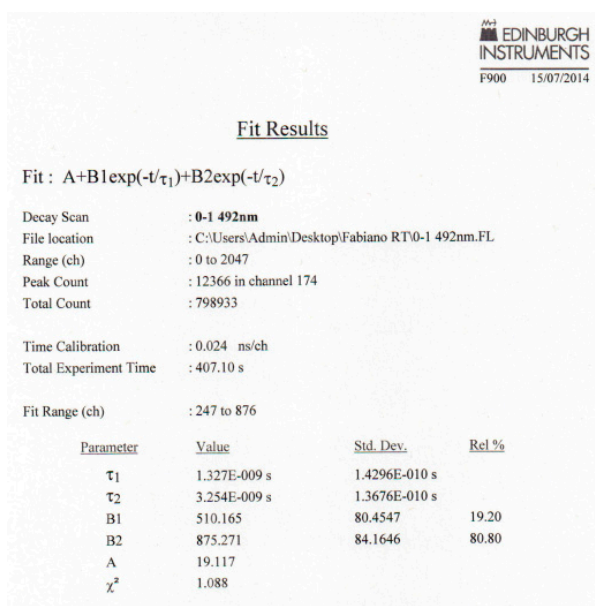 EDINBURGH
INSTRUMENTS
F900 15/07/2014
Fit Results
Fit : A+B1exp(-t/τ1)+B2exp(-t/τ2)
Decay Scan : 0-1 492nm
File location : C:\Users\Admin\Desktop\Fabiano RT\0-1 492nm.FL
Range (ch) : 0 to 2047
Peak Count : 12366 in channel 174
Total Count : 798933
Time Calibration : 0.024 ns/ch
Total Experiment Time : 407.10 s
Fit Range (ch) : 247 to 876
Parameter Value Std. Dev. Rel %
τ1 1.327E-009 s 1.4296E-010 s
τ2 3.254E-009 s 1.3676E-010 s
B1 510.165 80.4547 19.20
B2 875.271 84.1646 80.80
A 19.117
χ² 1.088